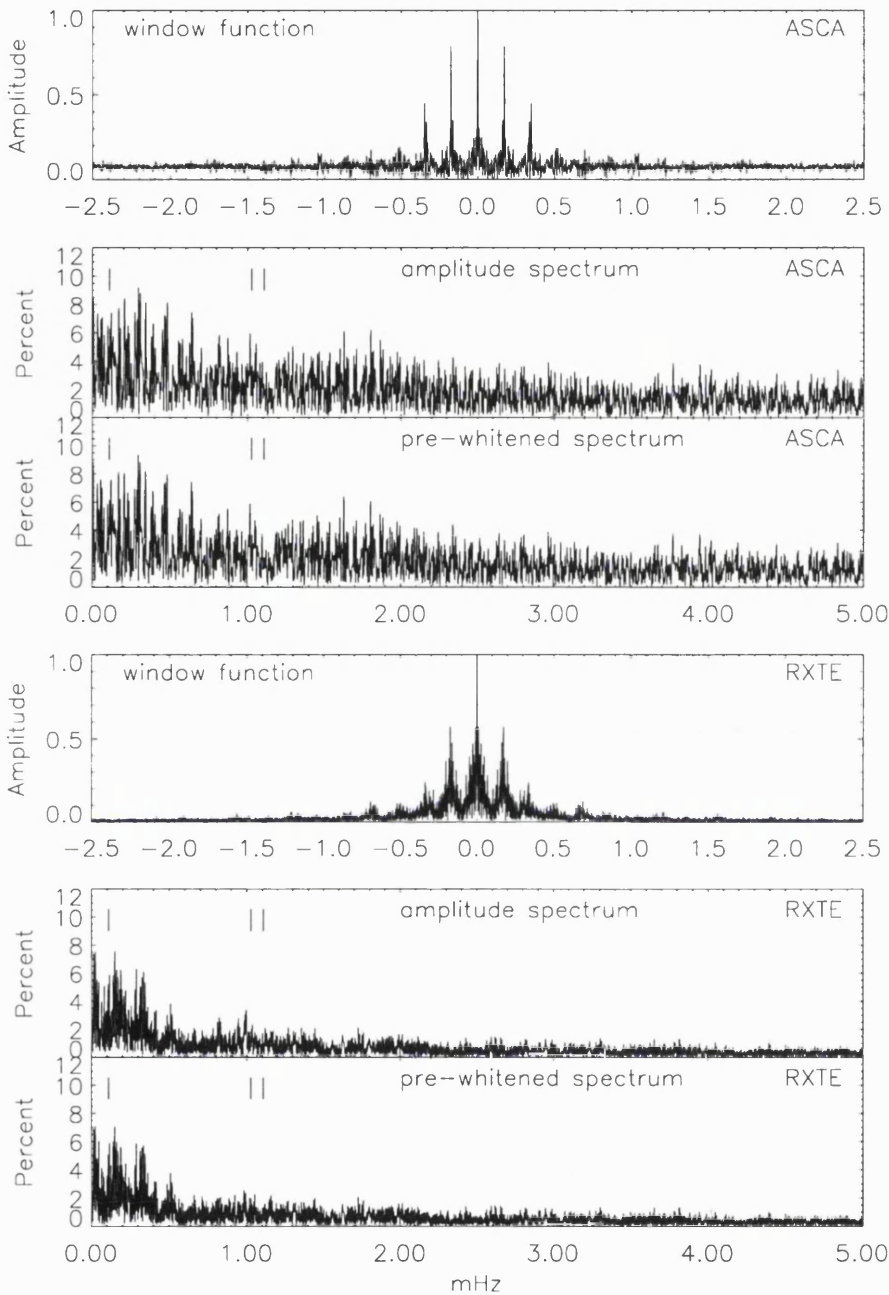 window function ASCA
1.0
0.5
0.0
Amplitude
−2.5 −2.0 −1.5 −1.0 −0.5 0.0 0.5 1.0 1.5 2.0 2.5
amplitude spectrum ASCA
12
10
8
6
4
2
0
Percent
pre−whitened spectrum ASCA
12
10
8
6
4
2
0
Percent
0.00 1.00 2.00 3.00 4.00 5.00
window function RXTE
1.0
0.5
0.0
Amplitude
−2.5 −2.0 −1.5 −1.0 −0.5 0.0 0.5 1.0 1.5 2.0 2.5
amplitude spectrum RXTE
12
10
8
6
4
2
0
Percent
pre−whitened spectrum RXTE
12
10
8
6
4
2
0
Percent
0.00 1.00 2.00 3.00 4.00 5.00
mHz